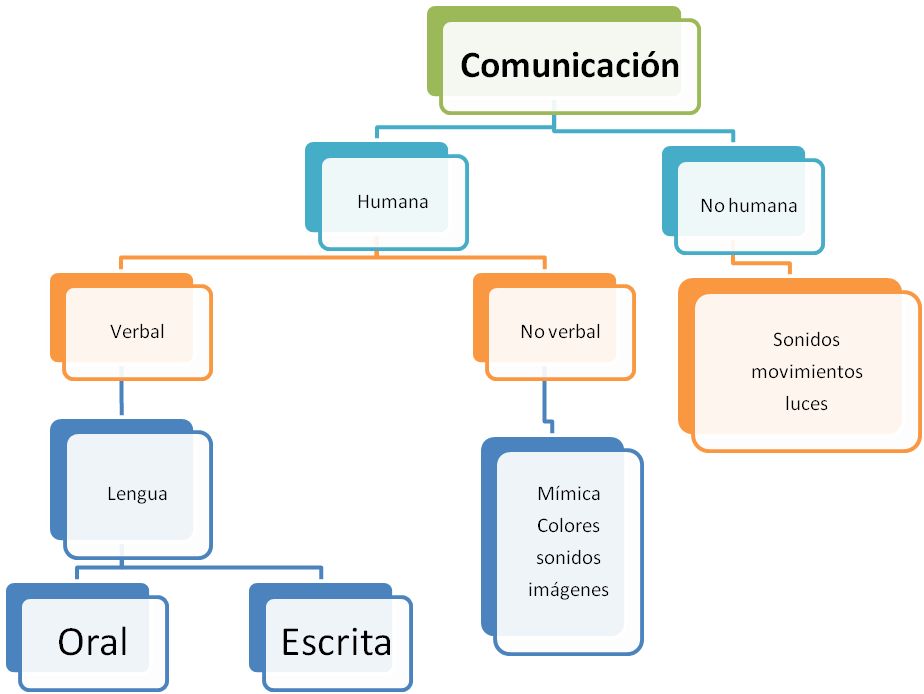 Comunicación
Humana
No humana
Verbal
No verbal
Sonidos
movimientos
luces
Lengua
Mímica
Colores
sonidos
imágenes
Oral
Escrita